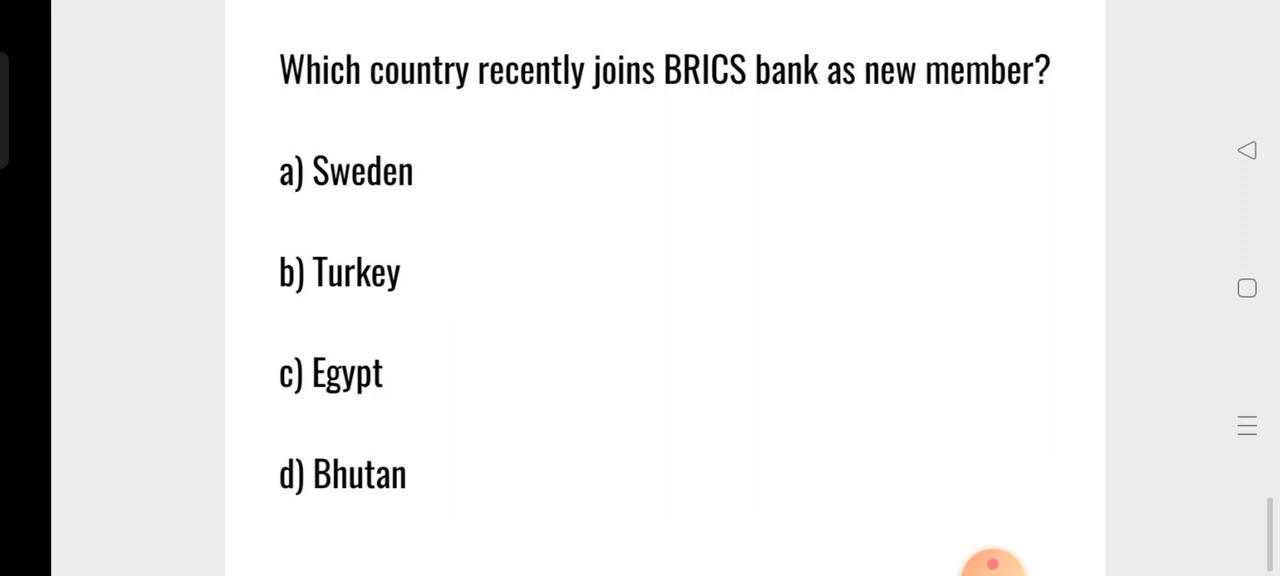 Which country recently joins BRICS bank as new member?
a) Sweden
b) Turkey
c) Egypt
d) Bhutan